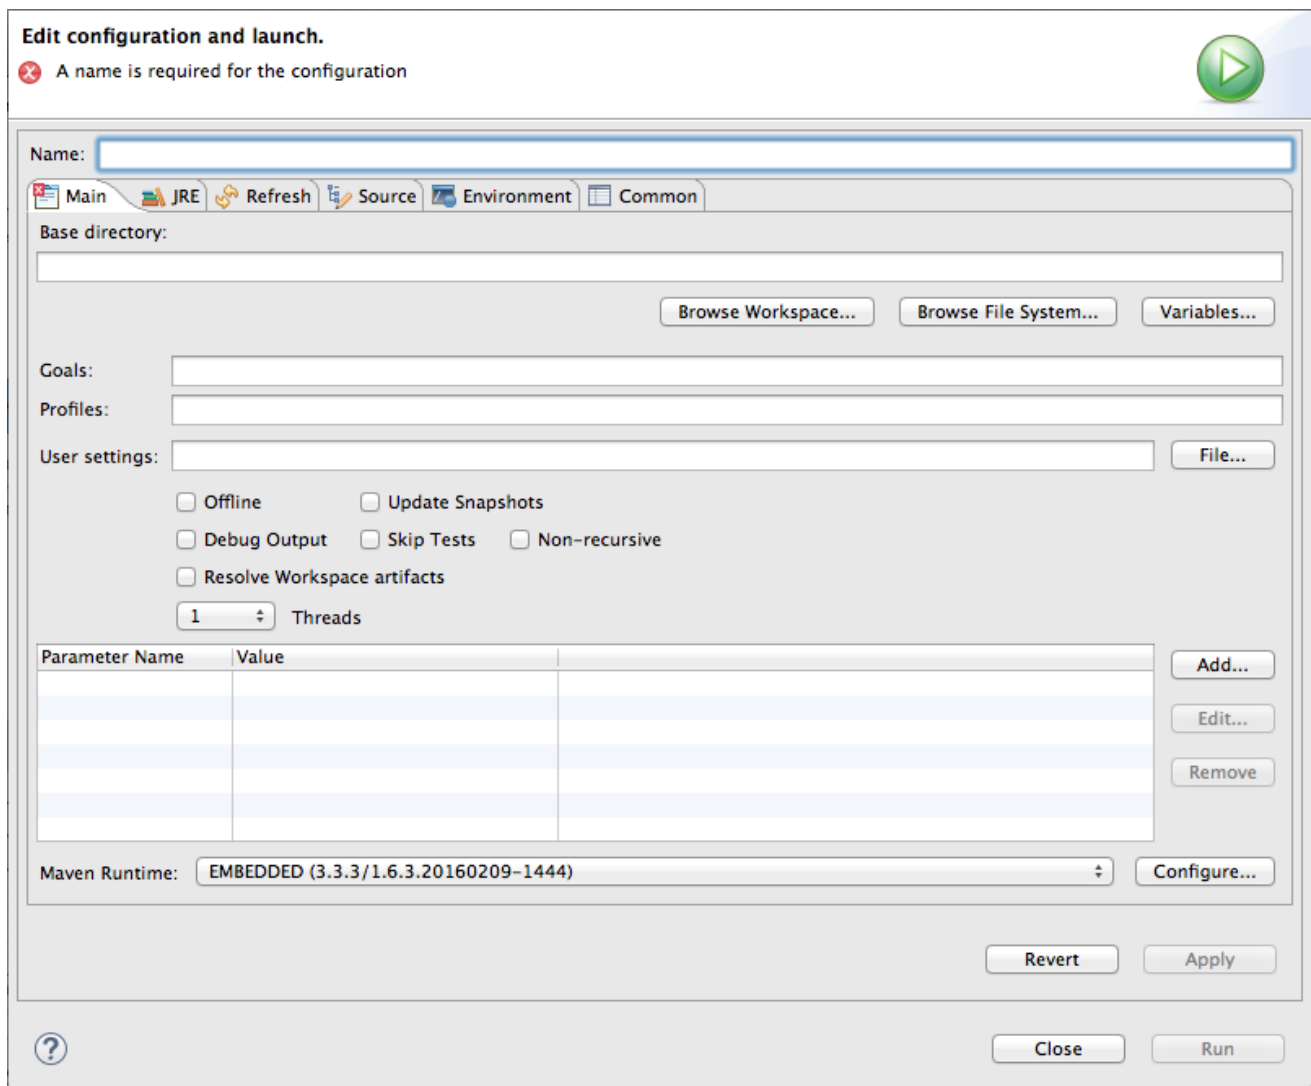 Edit configuration and launch.
A name is required for the configuration
Name:
Main JRE Refresh Source Environment Common
Base directory:
Browse Workspace... Browse File System... Variables...
Goals:
Profiles:
User settings: File...
Offline Update Snapshots
Debug Output Skip Tests Non-recursive
Resolve Workspace artifacts
1 Threads
Parameter Name Value Add...
Edit...
Remove
Maven Runtime: EMBEDDED (3.3.3/1.6.3.20160209-1444) Configure...
Revert Apply
? Close Run